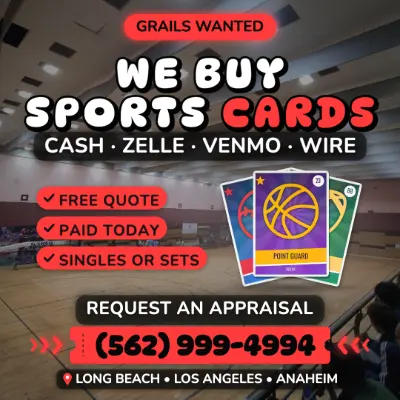 GRAILS WANTED
WE BUY
SPORTS CARDS
CASH · ZELLE · VENMO · WIRE
FREE QUOTE
PAID TODAY
SINGLES OR SETS
23
POINT GUARD
REQUEST AN APPRAISAL
(562) 999-4994
LONG BEACH • LOS ANGELES • ANAHEIM